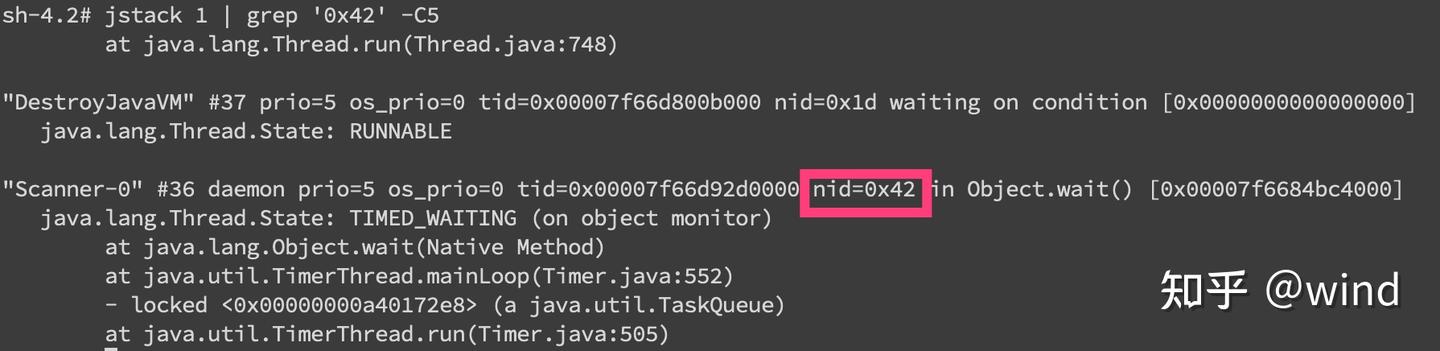 sh-4.2# jstack 1 | grep '0x42' -C5
        at java.lang.Thread.run(Thread.java:748)

"DestroyJavaVM" #37 prio=5 os_prio=0 tid=0x00007f66d800b000 nid=0x1d waiting on condition [0x0000000000000000]
   java.lang.Thread.State: RUNNABLE

"Scanner-0" #36 daemon prio=5 os_prio=0 tid=0x00007f66d92d0000 nid=0x42 in Object.wait() [0x00007f6684bc4000]
   java.lang.Thread.State: TIMED_WAITING (on object monitor)
        at java.lang.Object.wait(Native Method)
        at java.util.TimerThread.mainLoop(Timer.java:552)
        - locked <0x00000000a40172e8> (a java.util.TaskQueue)
        at java.util.TimerThread.run(Timer.java:505)
知乎 @wind